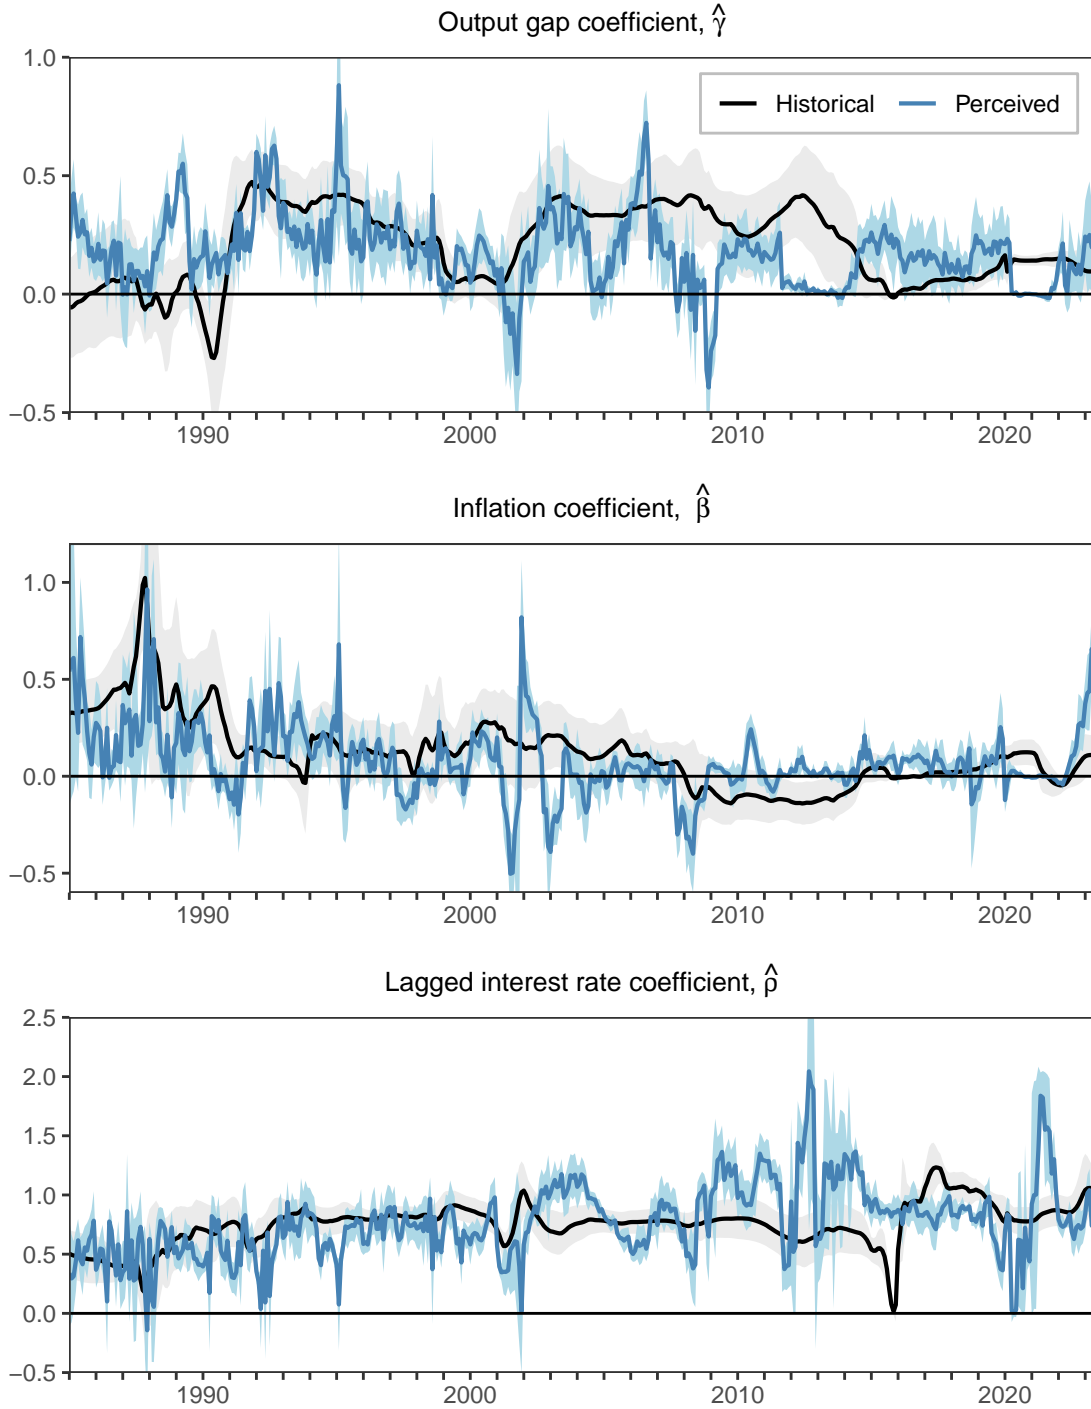 Output gap coefficient, γ̂
1.0
0.5
0.0
−0.5
Historical Perceived
1990 2000 2010 2020
Inflation coefficient, β̂
1.0
0.5
0.0
−0.5
1990 2000 2010 2020
Lagged interest rate coefficient, ρ̂
2.5
2.0
1.5
1.0
0.5
0.0
−0.5
1990 2000 2010 2020